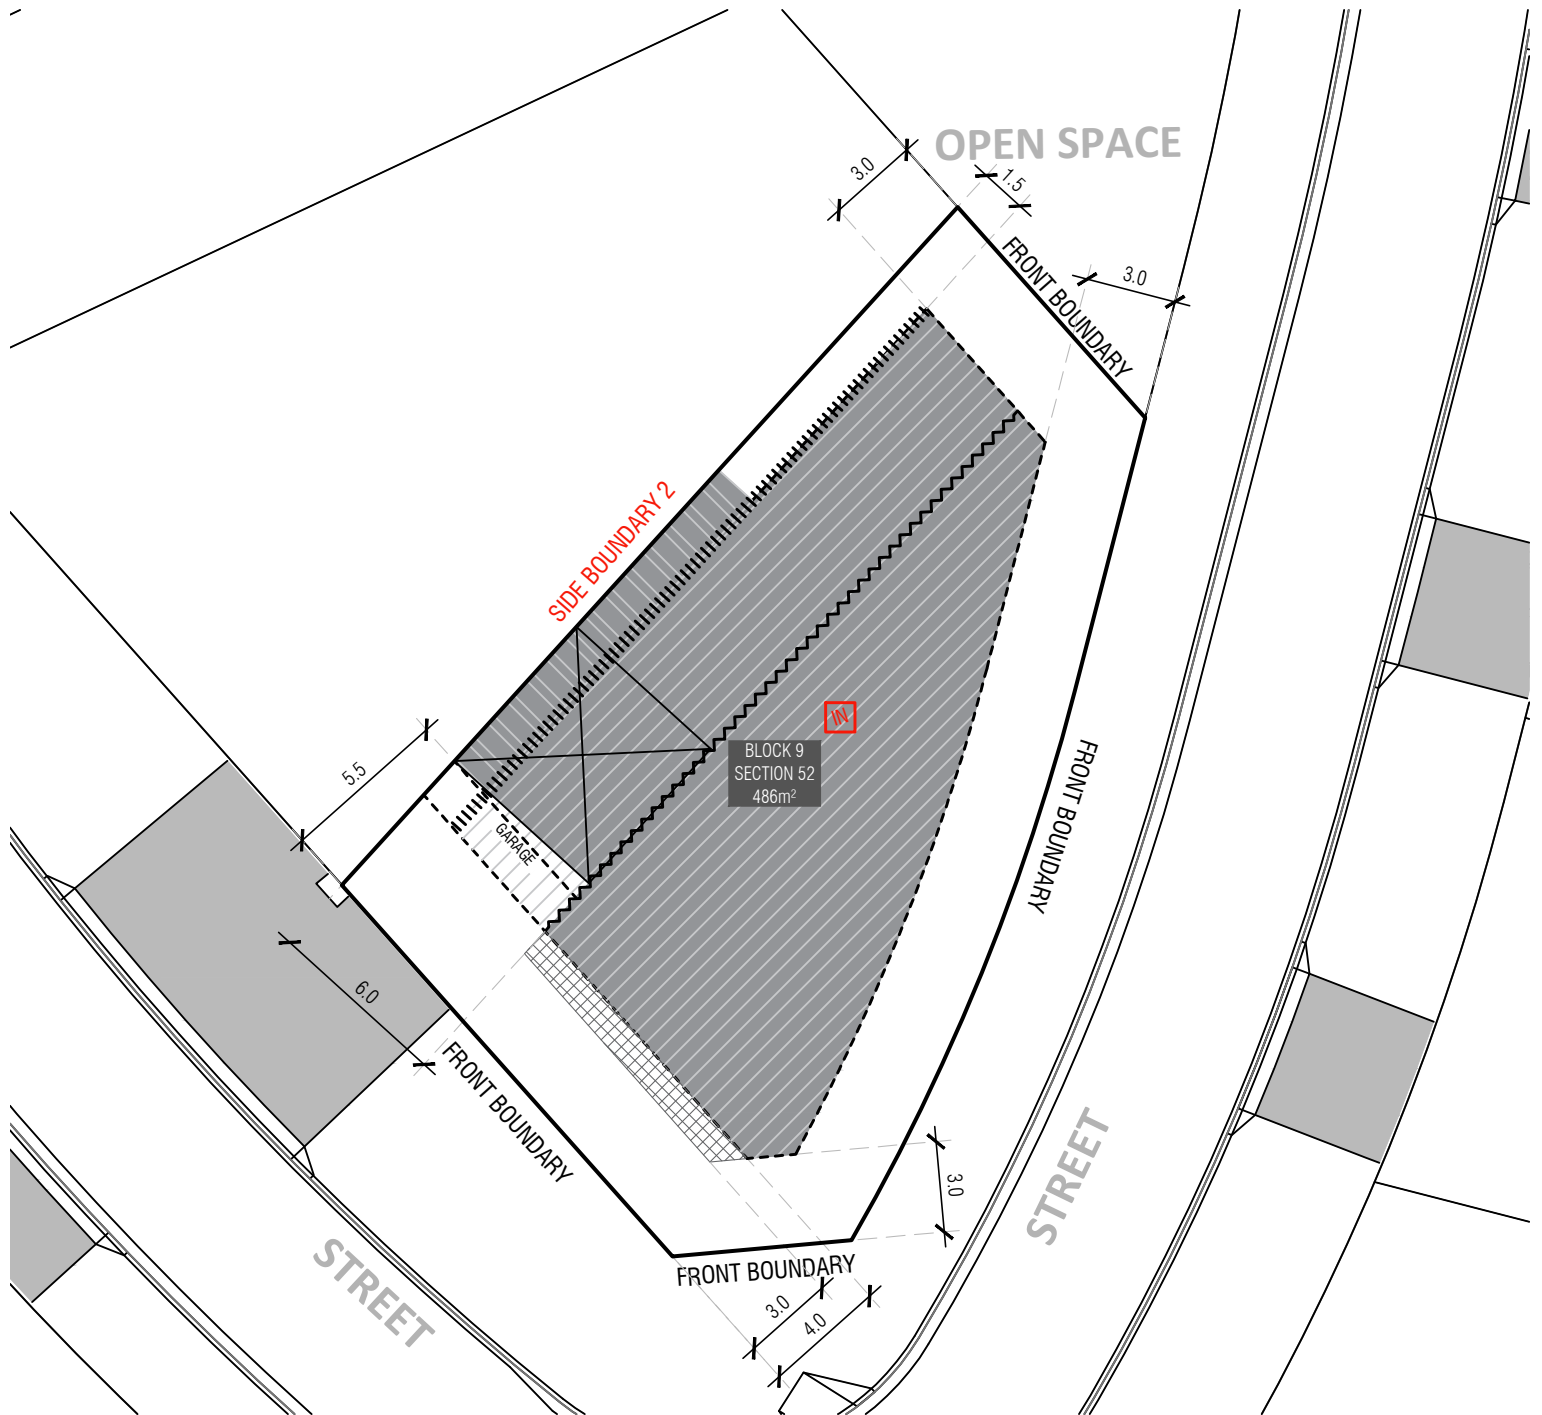 OPEN SPACE
3.0
1.5
FRONT BOUNDARY
3.0
SIDE BOUNDARY 2
IN
BLOCK 9
SECTION 52
486m²
5.5
GARAGE
FRONT BOUNDARY
6.0
FRONT BOUNDARY
3.0
STREET
STREET
FRONT BOUNDARY
3.0
4.0